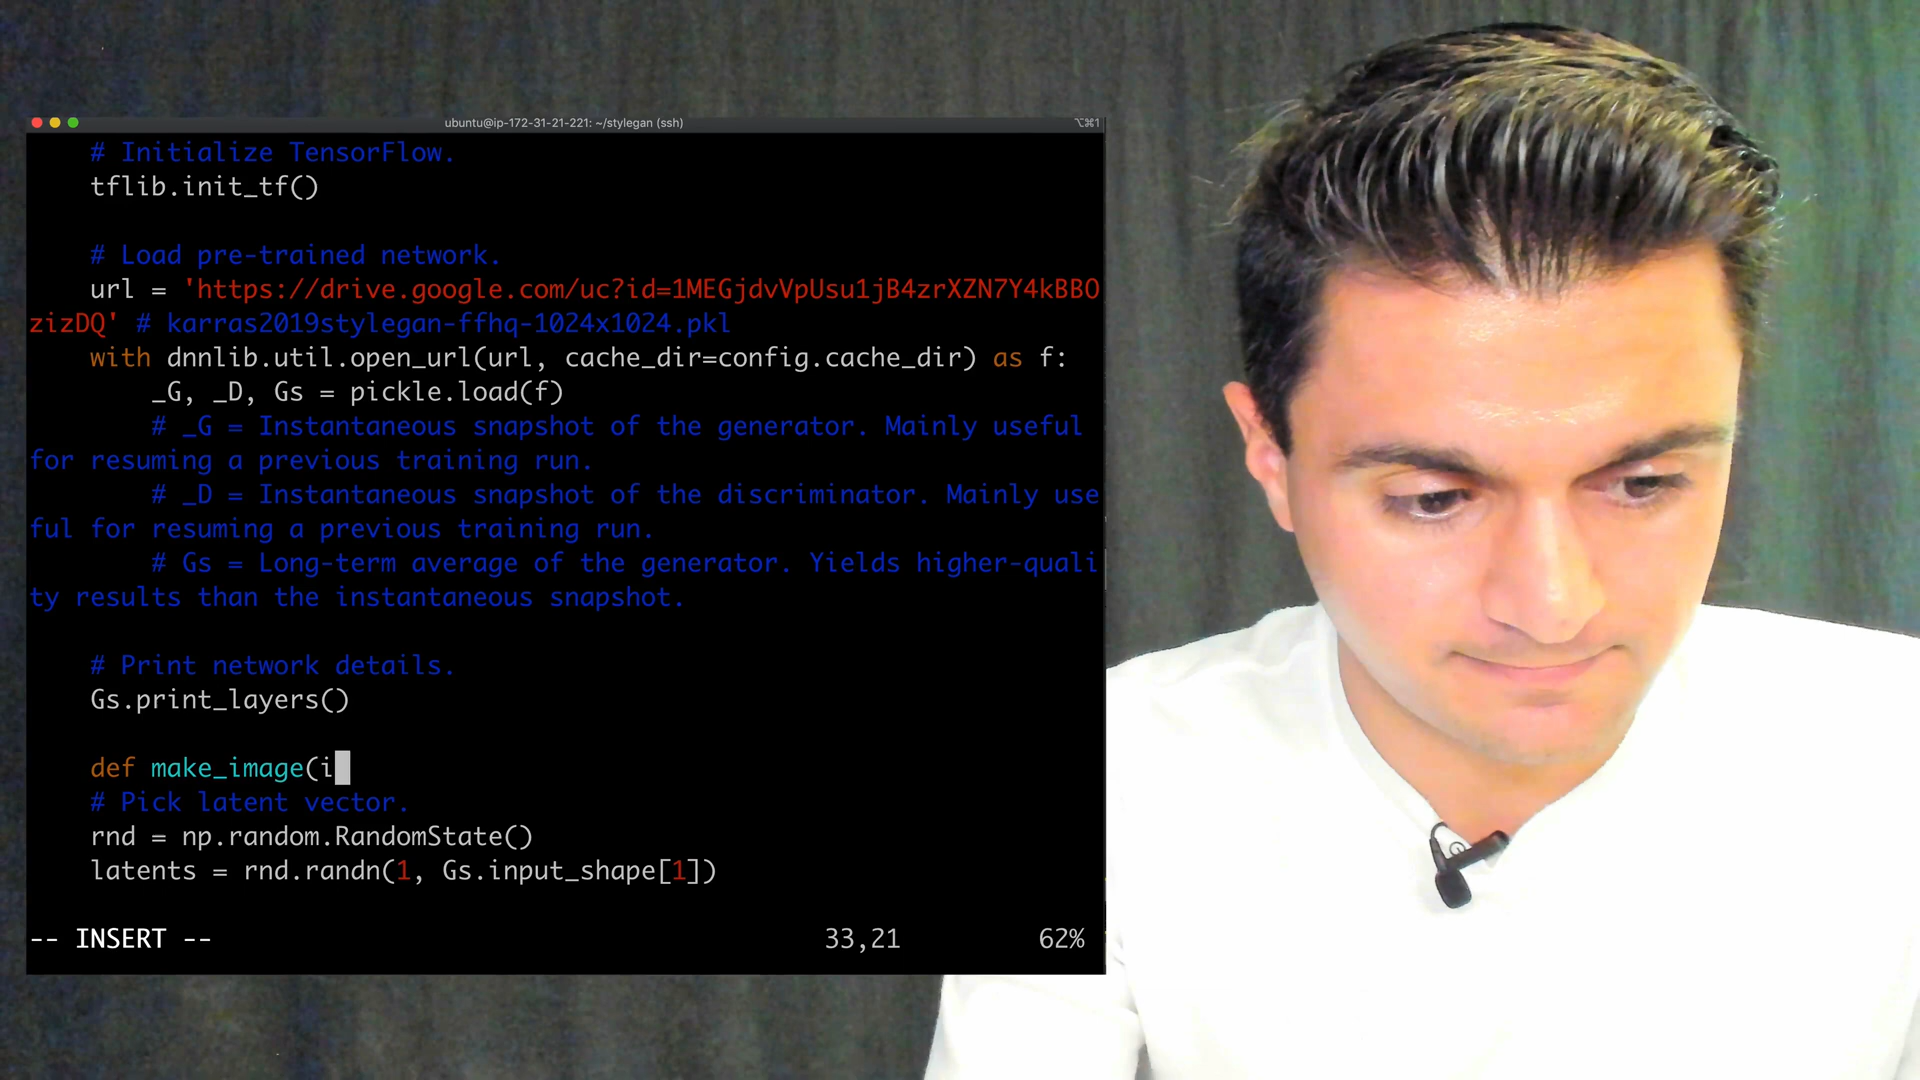 ubuntu@ip-172-31-21-221: ~/stylegan (ssh)
⌥⌘1
# Initialize TensorFlow.
tflib.init_tf()
# Load pre-trained network.
url = 'https://drive.google.com/uc?id=1MEGjdvVpUsu1jB4zrXZN7Y4kBBO
zizDQ' # karras2019stylegan-ffhq-1024x1024.pkl
with dnnlib.util.open_url(url, cache_dir=config.cache_dir) as f:
_G, _D, Gs = pickle.load(f)
# _G = Instantaneous snapshot of the generator. Mainly useful
for resuming a previous training run.
# _D = Instantaneous snapshot of the discriminator. Mainly use
ful for resuming a previous training run.
# Gs = Long-term average of the generator. Yields higher-quali
ty results than the instantaneous snapshot.
# Print network details.
Gs.print_layers()
def make_image(i
# Pick latent vector.
rnd = np.random.RandomState()
latents = rnd.randn(1, Gs.input_shape[1])
-- INSERT --
33,21
62%